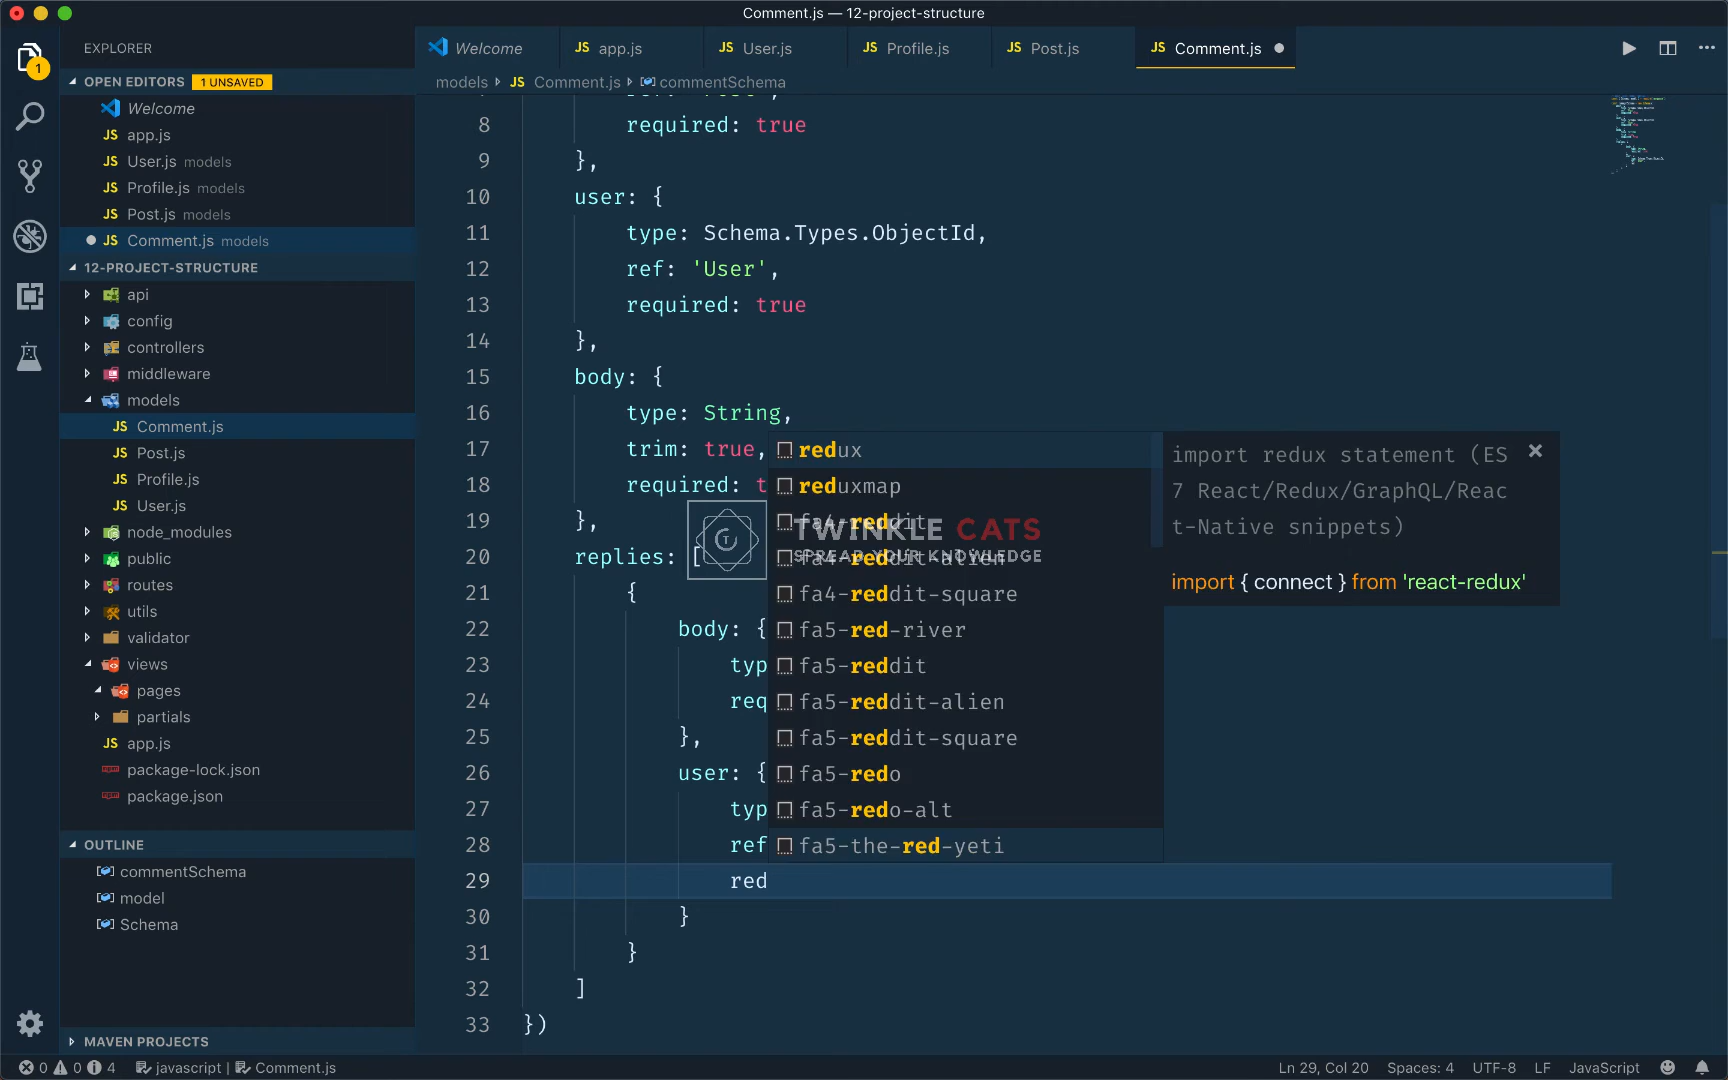 Comment.js — 12-project-structure
EXPLORER
OPEN EDITORS 1 UNSAVED
Welcome
app.js
User.js models
Profile.js models
Post.js models
Comment.js models
12-PROJECT-STRUCTURE
api
config
controllers
middleware
models
Comment.js
Post.js
Profile.js
User.js
node_modules
public
routes
utils
validator
views
pages
partials
app.js
package-lock.json
package.json
OUTLINE
commentSchema
model
Schema
MAVEN PROJECTS
Welcome JS app.js JS User.js JS Profile.js JS Post.js JS Comment.js
models JS Comment.js commentSchema
8 required: true
9 },
10 user: {
11 type: Schema.Types.ObjectId,
12 ref: 'User',
13 required: true
14 },
15 body: {
16 type: String,
17 trim: true,
18 required: t
19 },
20 replies: [
21 {
22 body: {
23 typ
24 req
25 },
26 user: {
27 typ
28 ref
29 red
30 }
31 }
32 ]
33 })
redux
reduxmap
fa4-reddit
fa4-reddit-alien
fa4-reddit-square
fa5-red-river
fa5-reddit
fa5-reddit-alien
fa5-reddit-square
fa5-redo
fa5-redo-alt
fa5-the-red-yeti
import redux statement (ES
7 React/Redux/GraphQL/Reac
t-Native snippets)
import { connect } from 'react-redux'
TWINKLE CATS
SPREAD YOUR KNOWLEDGE
0 0 4 javascript | Comment.js
Ln 29, Col 20 Spaces: 4 UTF-8 LF JavaScript